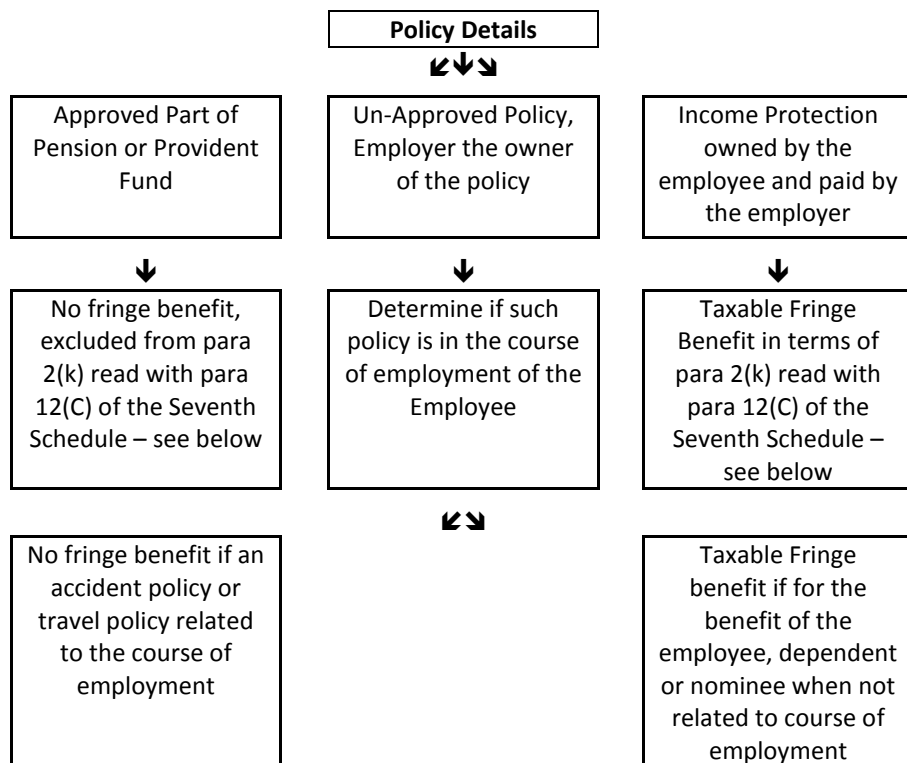 Policy Details
Approved Part of
Pension or Provident
Fund
Un-Approved Policy,
Employer the owner
of the policy
Income Protection
owned by the
employee and paid by
the employer
No fringe benefit,
excluded from para
2(k) read with para
12(C) of the Seventh
Schedule – see below
Determine if such
policy is in the course
of employment of the
Employee
Taxable Fringe
Benefit in terms of
para 2(k) read with
para 12(C) of the
Seventh Schedule –
see below
No fringe benefit if an
accident policy or
travel policy related
to the course of
employment
Taxable Fringe
benefit if for the
benefit of the
employee, dependent
or nominee when not
related to course of
employment